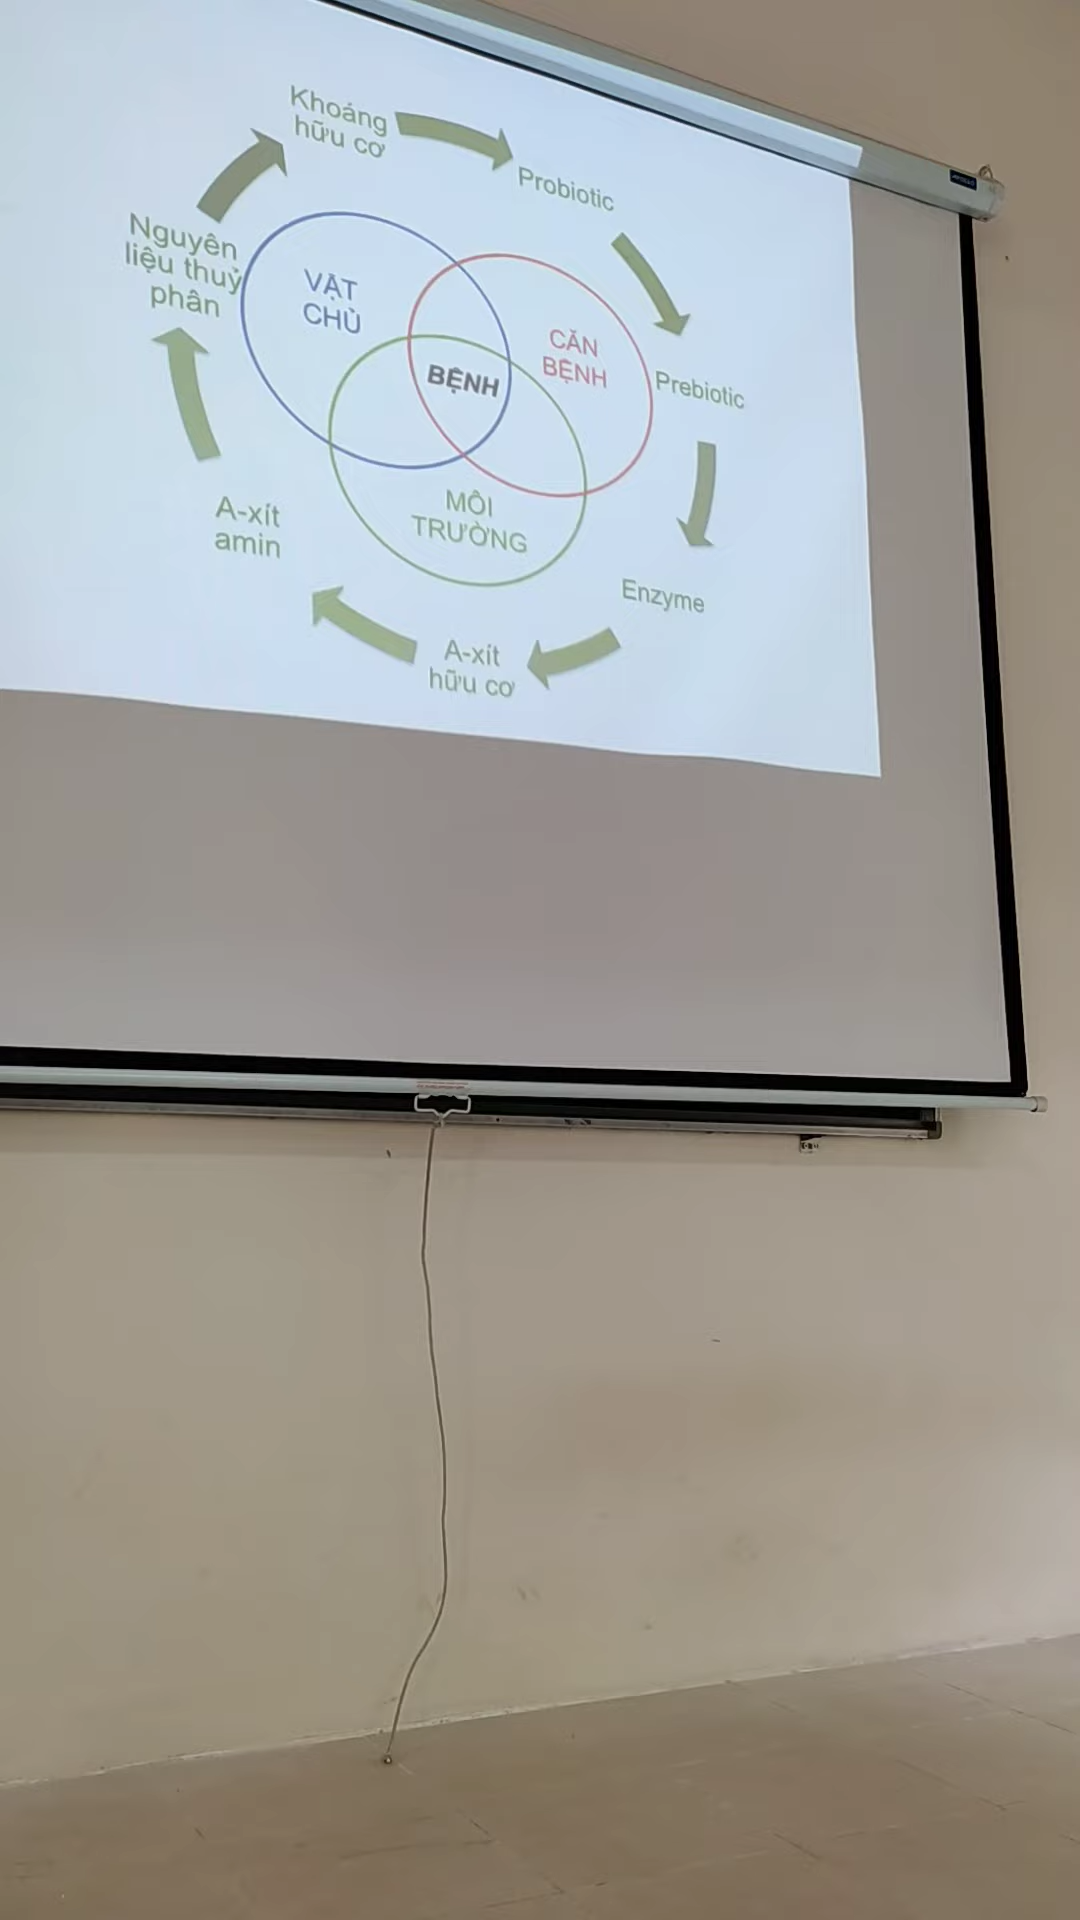 Khoáng
hữu cơ
Probiotic
Nguyên
liệu thuỷ
phân
VẬT
CHỦ
CĂN
BỆNH
BỆNH
Prebiotic
A-xít
amin
MÔI
TRƯỜNG
Enzyme
A-xít
hữu cơ